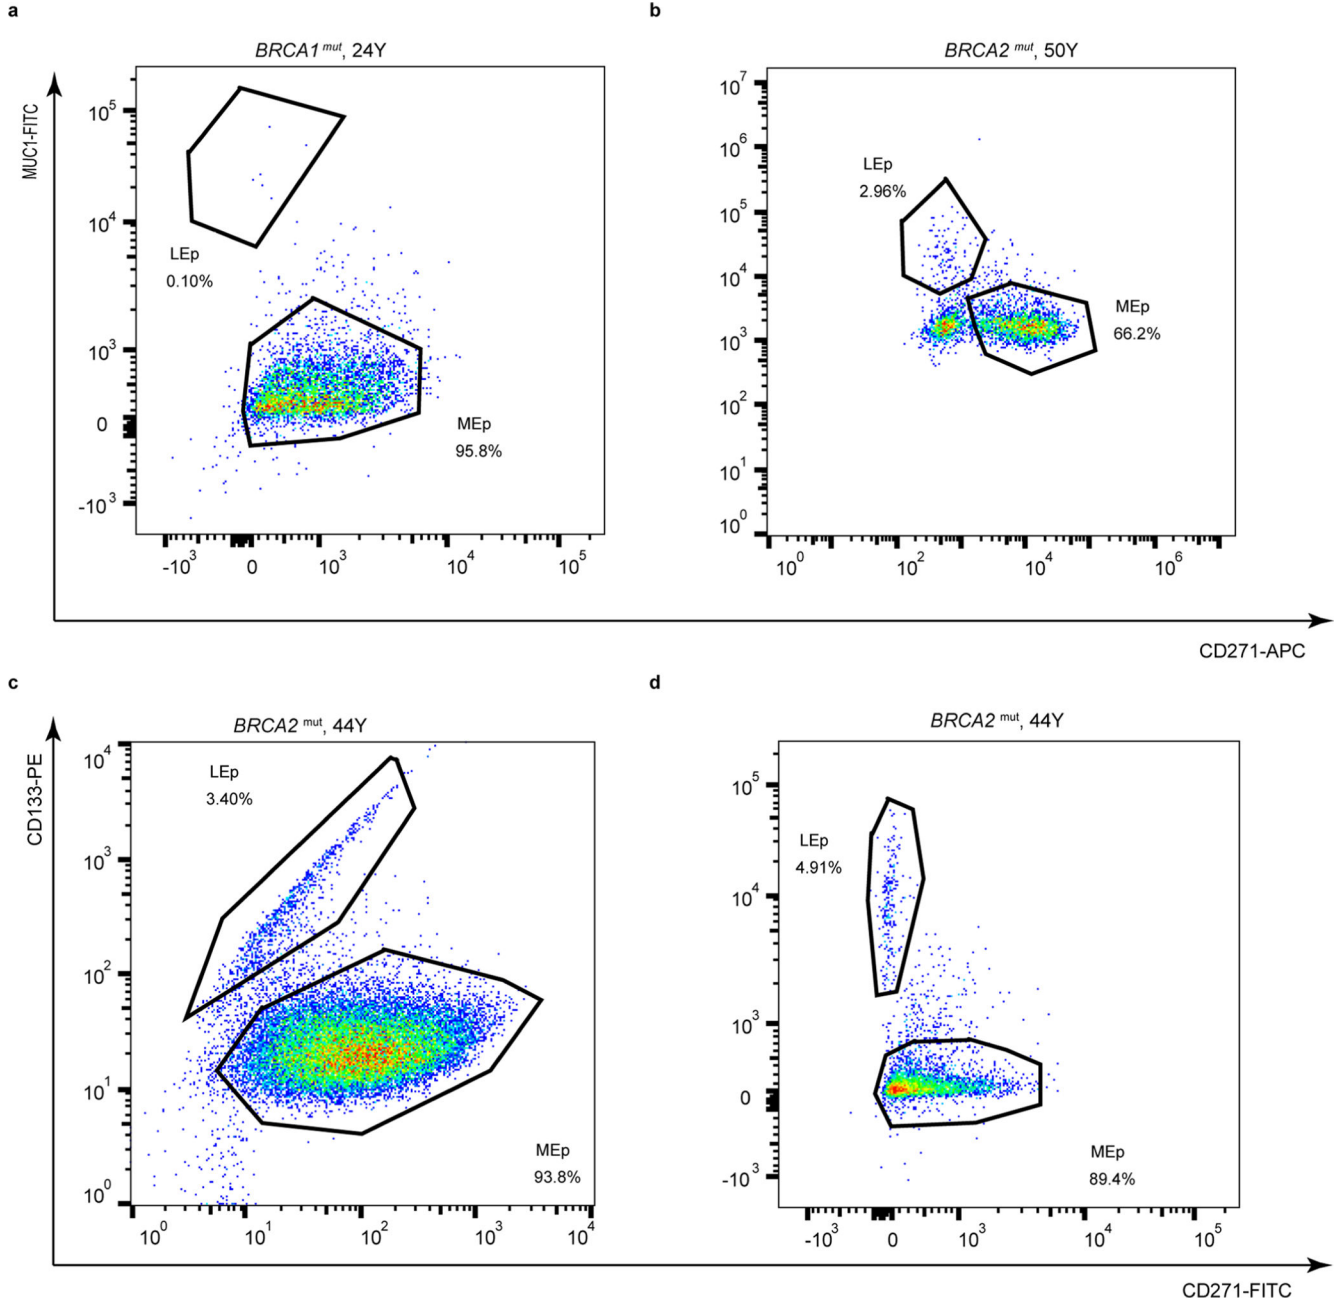 a
BRCA1 mut, 24Y
MUC1-FITC
10^5
10^4
10^3
0
-10^3
LEp
0.10%
MEp
95.8%
-10^3 0 10^3 10^4 10^5
b
BRCA2 mut, 50Y
10^7
10^6
10^5
10^4
10^3
10^2
10^1
10^0
LEp
2.96%
MEp
66.2%
10^0 10^2 10^4 10^6
CD271-APC
c
BRCA2 mut, 44Y
CD133-PE
10^4
10^3
10^2
10^1
10^0
LEp
3.40%
MEp
93.8%
10^0 10^1 10^2 10^3 10^4
d
BRCA2 mut, 44Y
10^5
10^4
10^3
0
-10^3
LEp
4.91%
MEp
89.4%
-10^3 0 10^3 10^4 10^5
CD271-FITC